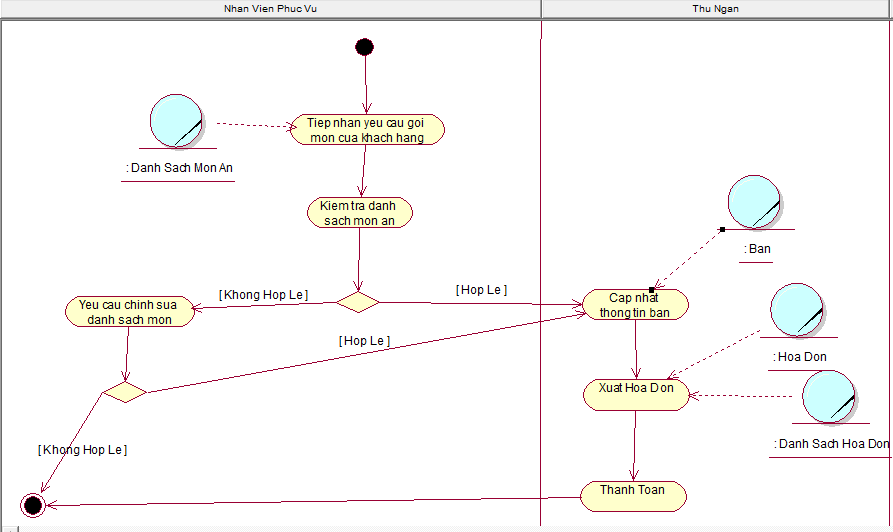 Nhan Vien Phuc Vu
Thu Ngan
Tiep nhan yeu cau goi
mon cua khach hang
: Danh Sach Mon An
Kiem tra danh
sach mon an
: Ban
[ Khong Hop Le ]
[ Hop Le ]
Yeu cau chinh sua
danh sach mon
Cap nhat
thong tin ban
[ Hop Le ]
: Hoa Don
Xuat Hoa Don
: Danh Sach Hoa Don
[ Khong Hop Le ]
Thanh Toan